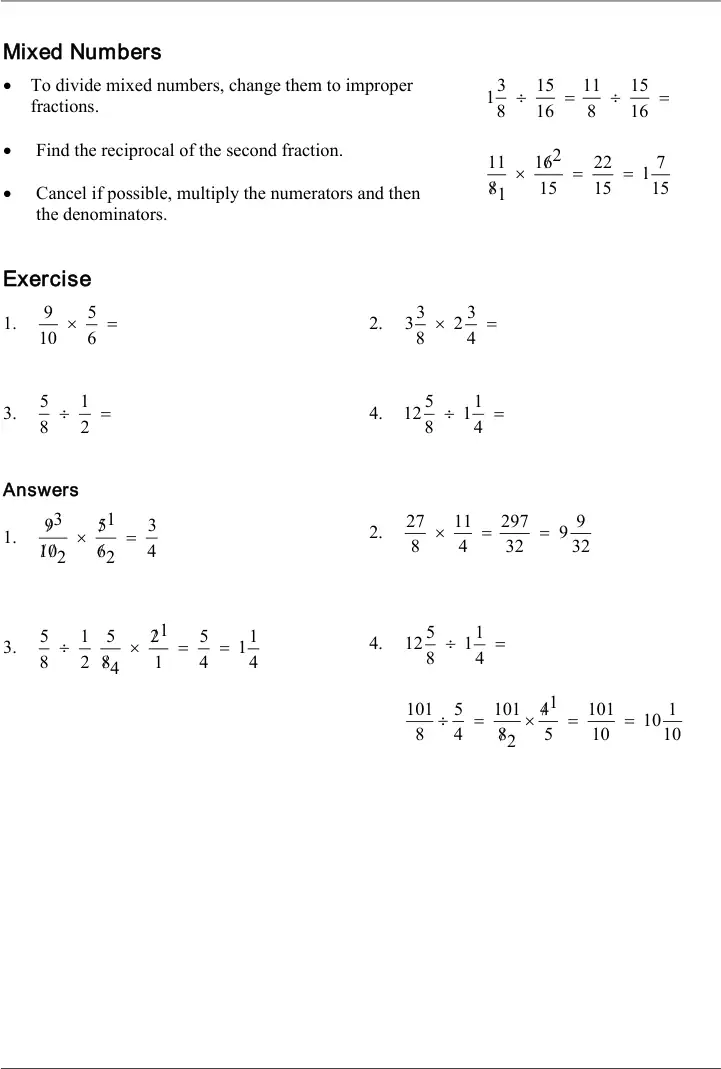 Mixed Numbers
• To divide mixed numbers, change them to improper
fractions.
1 3/8 ÷ 15/16 = 11/8 ÷ 15/16 =
• Find the reciprocal of the second fraction.
11/8̸1 × 1̸6̸2/15 = 22/15 = 1 7/15
• Cancel if possible, multiply the numerators and then
the denominators.
Exercise
1. 9/10 × 5/6 =
2. 3 3/8 × 2 3/4 =
3. 5/8 ÷ 1/2 =
4. 12 5/8 ÷ 1 1/4 =
Answers
1. 9̸3/1̸0̸2 × 5̸1/6̸2 = 3/4
2. 27/8 × 11/4 = 297/32 = 9 9/32
3. 5/8 ÷ 1/2 5/8̸4 × 2̸1/1 = 5/4 = 1 1/4
4. 12 5/8 ÷ 1 1/4 =
101/8 ÷ 5/4 = 101/8̸2 × 4̸1/5 = 101/10 = 10 1/10